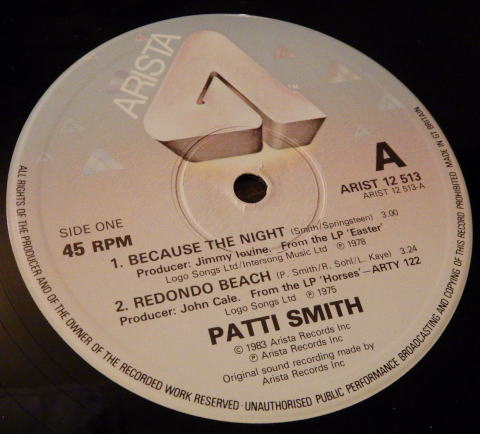 ARISTA
TM
A
ARIST 12 513
ARIST 12 513-A
SIDE ONE
45 RPM
1. BECAUSE THE NIGHT (Smith/Springsteen) 3.00
Producer: Jimmy Iovine. From the LP 'Easter'
Logo Songs Ltd/Intersong Music Ltd ℗ 1978
2. REDONDO BEACH (P. Smith/R. Sohl/L. Kaye) 3.24
Producer: John Cale. From the LP 'Horses'—ARTY 122
Logo Songs Ltd ℗ 1975
PATTI SMITH
© 1983 Arista Records Inc
℗ Arista Records Inc
Original sound recording made by
Arista Records Inc
ALL RIGHTS OF THE PRODUCER AND OF THE OWNER OF THE RECORDED WORK RESERVED · UNAUTHORISED PUBLIC PERFORMANCE BROADCASTING AND COPYING OF THIS RECORD PROHIBITED MADE IN GT BRITAIN